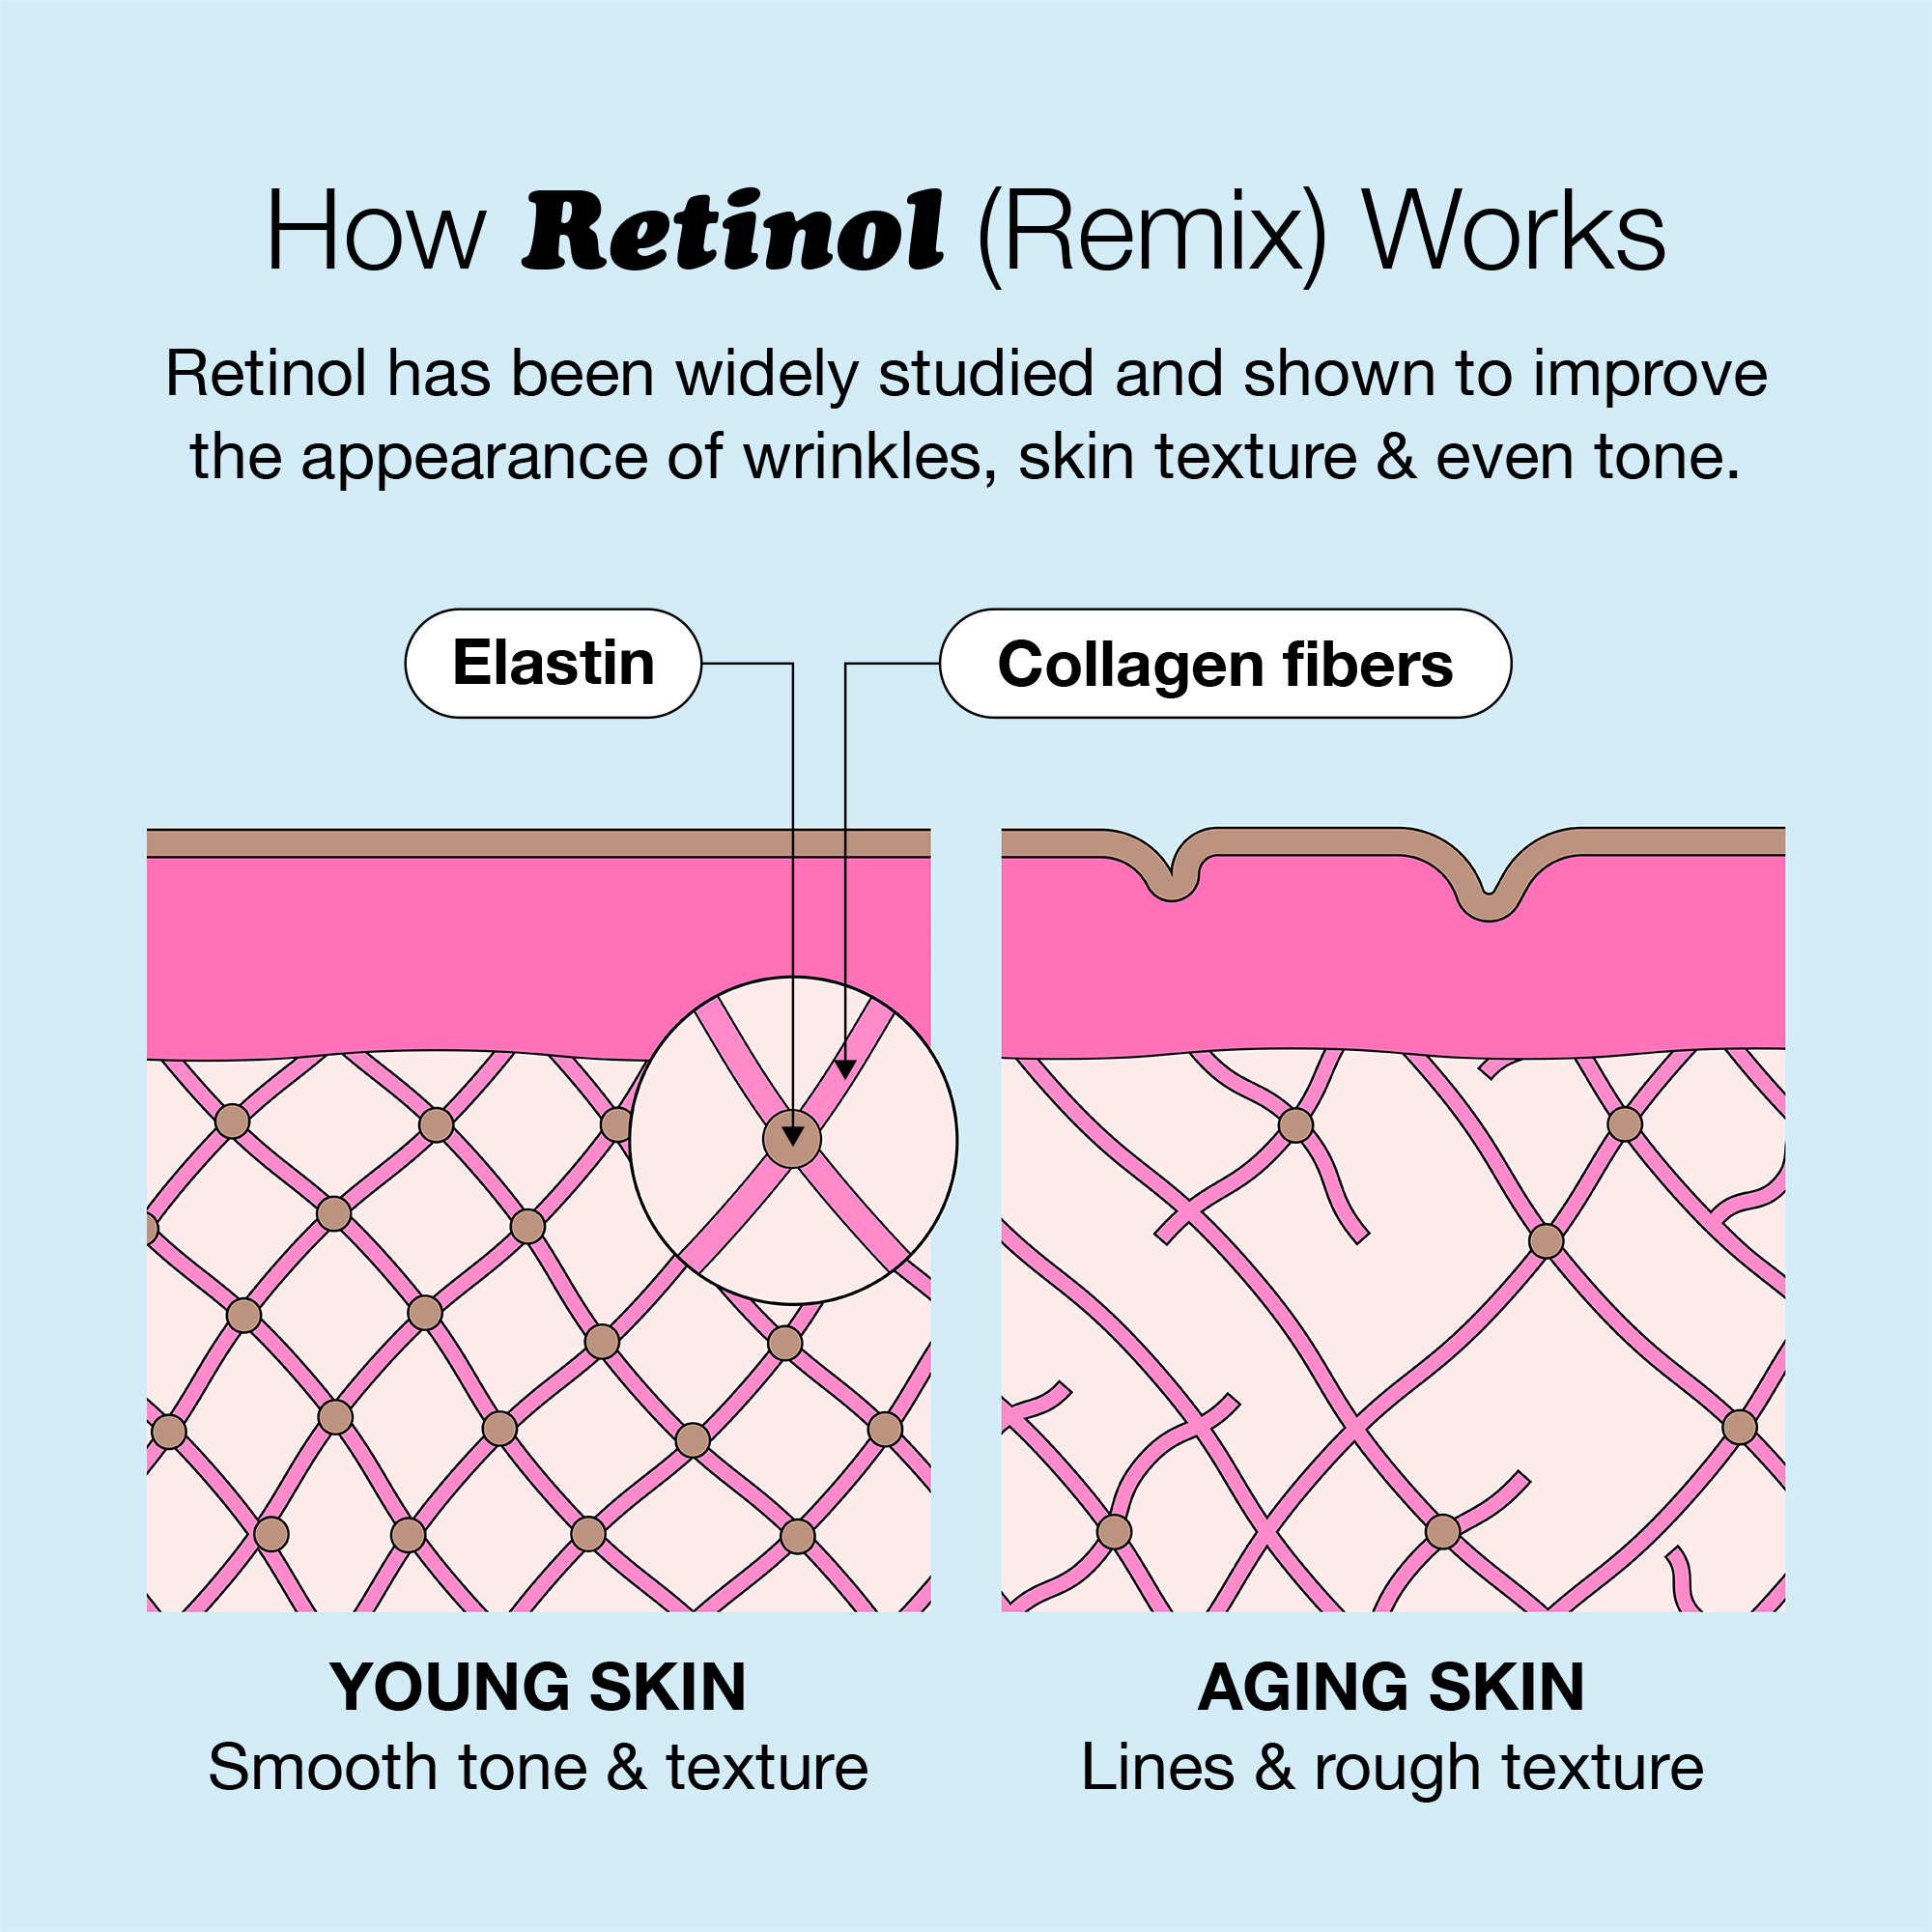 How Retinol (Remix) Works
Retinol has been widely studied and shown to improve
the appearance of wrinkles, skin texture & even tone.
Elastin
Collagen fibers
YOUNG SKIN
Smooth tone & texture
AGING SKIN
Lines & rough texture